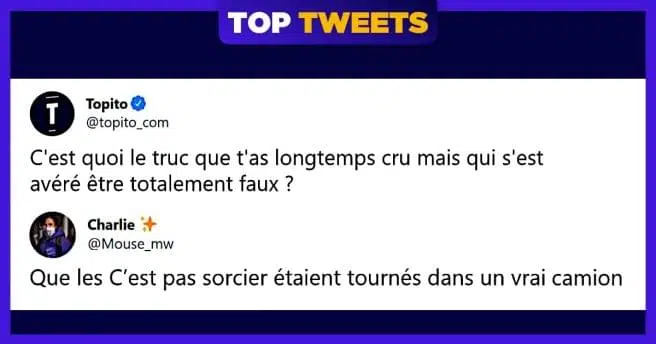 TOP TWEETS
T
Topito
@topito_com
C'est quoi le truc que t'as longtemps cru mais qui s'est
avéré être totalement faux ?
Charlie
@Mouse_mw
Que les C’est pas sorcier étaient tournés dans un vrai camion